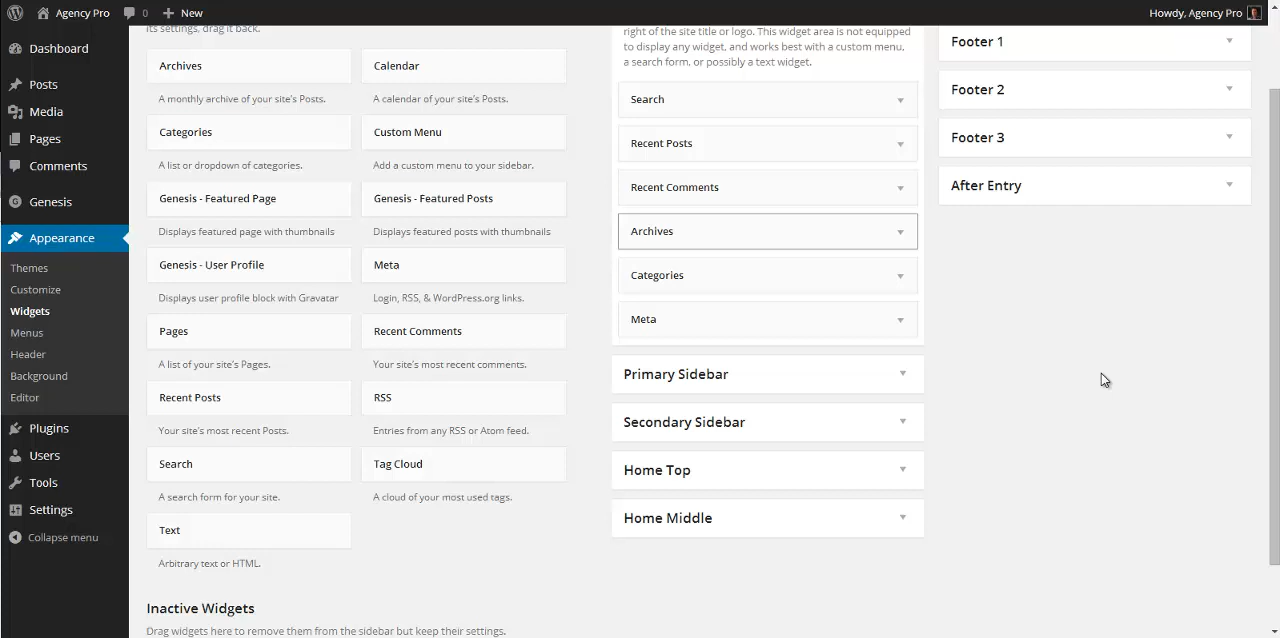 Agency Pro
0
New
Howdy, Agency Pro
Dashboard
Posts
Media
Pages
Comments
Genesis
Appearance
Themes
Customize
Widgets
Menus
Header
Background
Editor
Plugins
Users
Tools
Settings
Collapse menu
its settings, drag it back.
Archives
A monthly archive of your site's Posts.
Calendar
A calendar of your site's Posts.
Categories
A list or dropdown of categories.
Custom Menu
Add a custom menu to your sidebar.
Genesis - Featured Page
Displays featured page with thumbnails
Genesis - Featured Posts
Displays featured posts with thumbnails
Genesis - User Profile
Displays user profile block with Gravatar
Meta
Login, RSS, & WordPress.org links.
Pages
A list of your site's Pages.
Recent Comments
Your site's most recent comments.
Recent Posts
Your site's most recent Posts.
RSS
Entries from any RSS or Atom feed.
Search
A search form for your site.
Tag Cloud
A cloud of your most used tags.
Text
Arbitrary text or HTML.
Inactive Widgets
Drag widgets here to remove them from the sidebar but keep their settings.
right of the site title or logo. This widget area is not equipped
to display any widget, and works best with a custom menu,
a search form, or possibly a text widget.
Search
Recent Posts
Recent Comments
Archives
Categories
Meta
Primary Sidebar
Secondary Sidebar
Home Top
Home Middle
Footer 1
Footer 2
Footer 3
After Entry